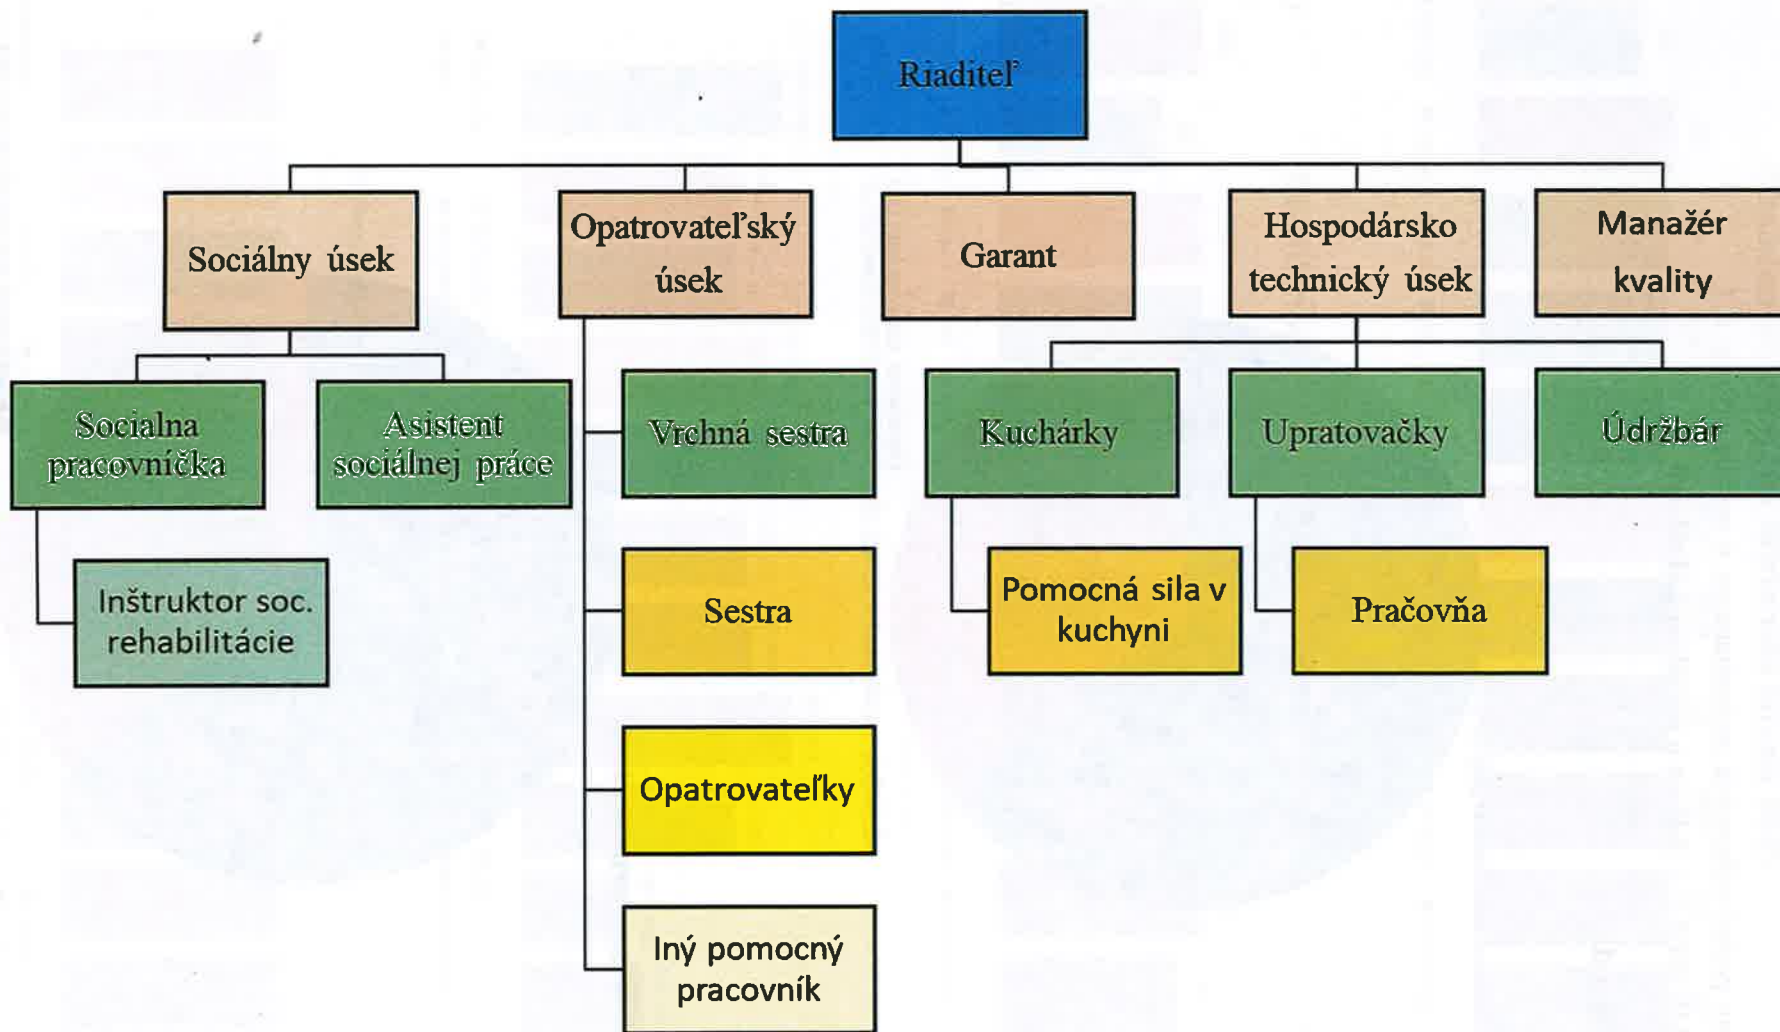 Riaditeľ
Sociálny úsek
Opatrovateľský
úsek
Garant
Hospodársko
technický úsek
Manažér
kvality
Socialna
pracovníčka
Asistent
sociálnej práce
Vrchná sestra
Kuchárky
Upratovačky
Údržbár
Inštruktor soc.
rehabilitácie
Sestra
Pomocná sila v
kuchyni
Pračovňa
Opatrovateľky
Iný pomocný
pracovník